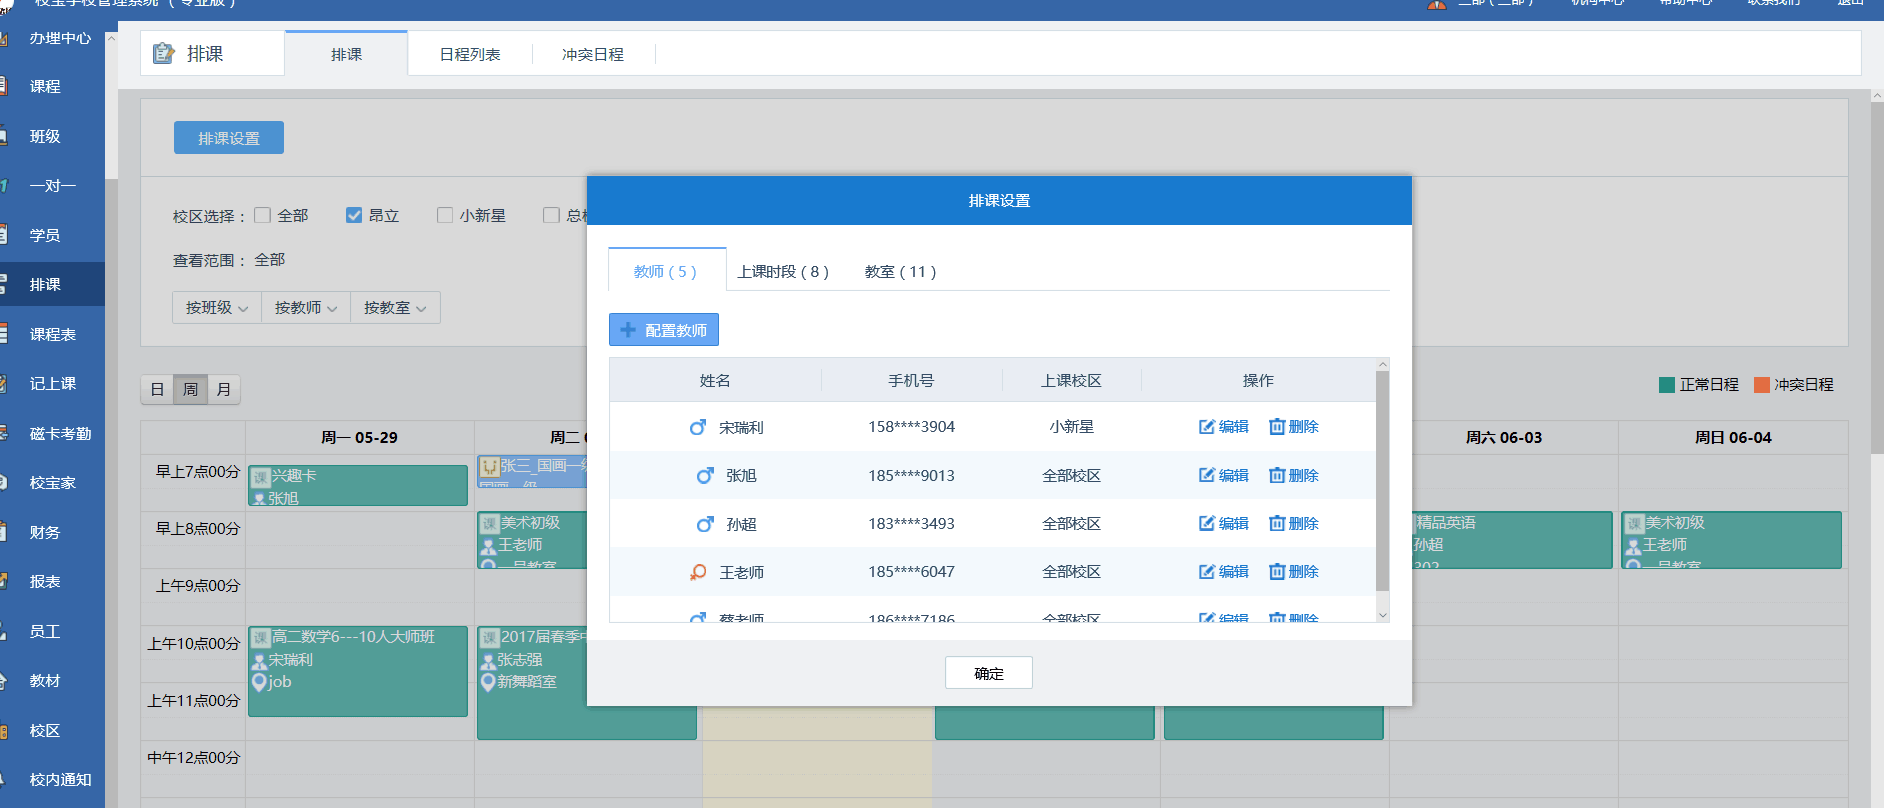 校宝学校管理系统（专业版）
机构中心 帮助中心 联系我们 退出
办理中心
课程
班级
一对一
学员
排课
课程表
记上课
磁卡考勤
校宝家
财务
报表
员工
教材
校区
校内通知
排课
排课 日程列表 冲突日程
排课设置
校区选择： 全部 昂立 小新星
查看范围： 全部
按班级 按教师 按教室
日 周 月
正常日程 冲突日程
周一 05-29 周二 周六 06-03 周日 06-04
早上7点00分
课 兴趣卡
张旭
张三_国画一级
国画一级
早上8点00分
课 美术初级
王老师
一号教室
精品英语
孙超
302
课 美术初级
王老师
一号教室
上午9点00分
上午10点00分
课 高二数学6---10人大师班
宋瑞利
job
课 2017届春季
张志强
新舞蹈室
上午11点00分
中午12点00分
排课设置
教师 ( 5 ) 上课时段 ( 8 ) 教室 ( 11 )
配置教师
姓名 手机号 上课校区 操作
宋瑞利 158****3904 小新星 编辑 删除
张旭 185****9013 全部校区 编辑 删除
孙超 183****3493 全部校区 编辑 删除
王老师 185****6047 全部校区 编辑 删除
蔡老师 186****7186 全部校区 编辑 删除
确定